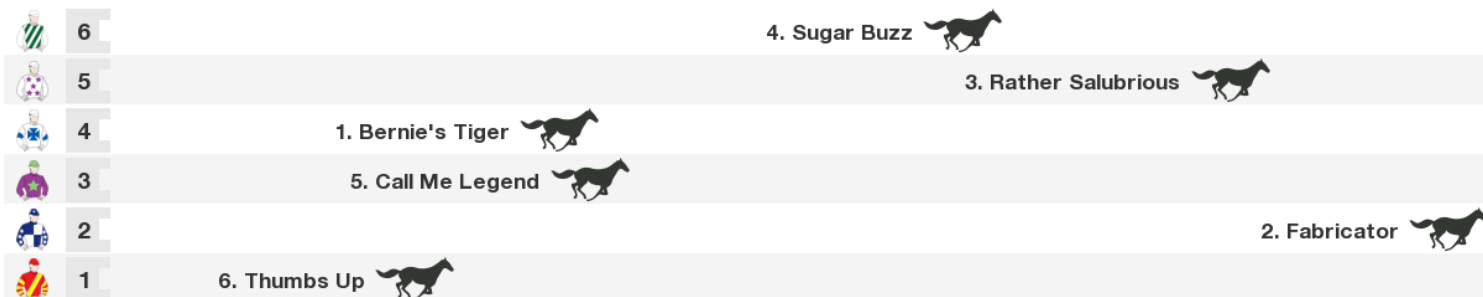 6 4. Sugar Buzz
5 3. Rather Salubrious
4 1. Bernie's Tiger
3 5. Call Me Legend
2 2. Fabricator
1 6. Thumbs Up